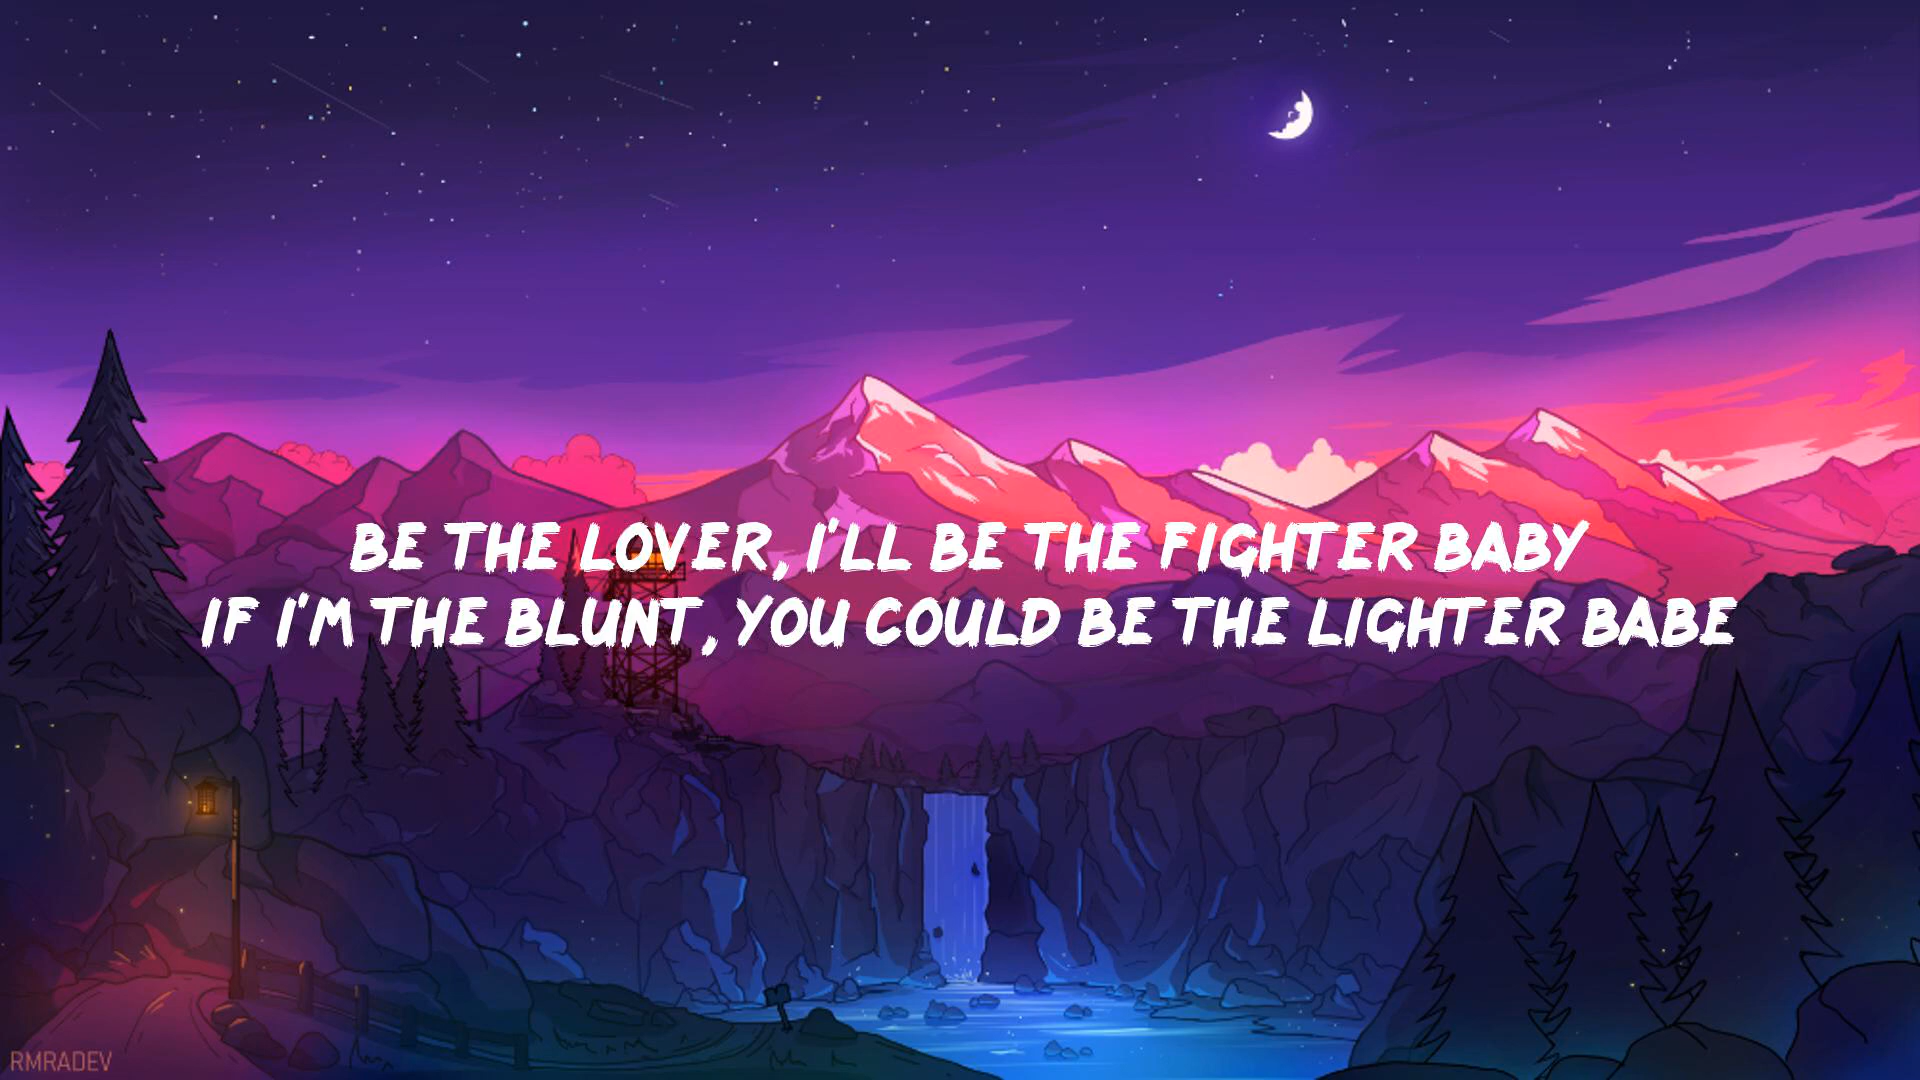 BE THE LOVER, I'LL BE THE FIGHTER BABY
IF I'M THE BLUNT, YOU COULD BE THE LIGHTER BABE
RMRADEV